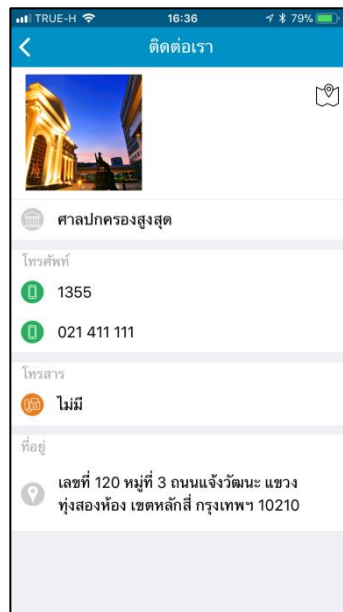 TRUE-H 16:36 79%
ติดต่อเรา
ศาลปกครองสูงสุด
โทรศัพท์
1355
021 411 111
โทรสาร
ไม่มี
ที่อยู่
เลขที่ 120 หมู่ที่ 3 ถนนแจ้งวัฒนะ แขวง
ทุ่งสองห้อง เขตหลักสี่ กรุงเทพฯ 10210